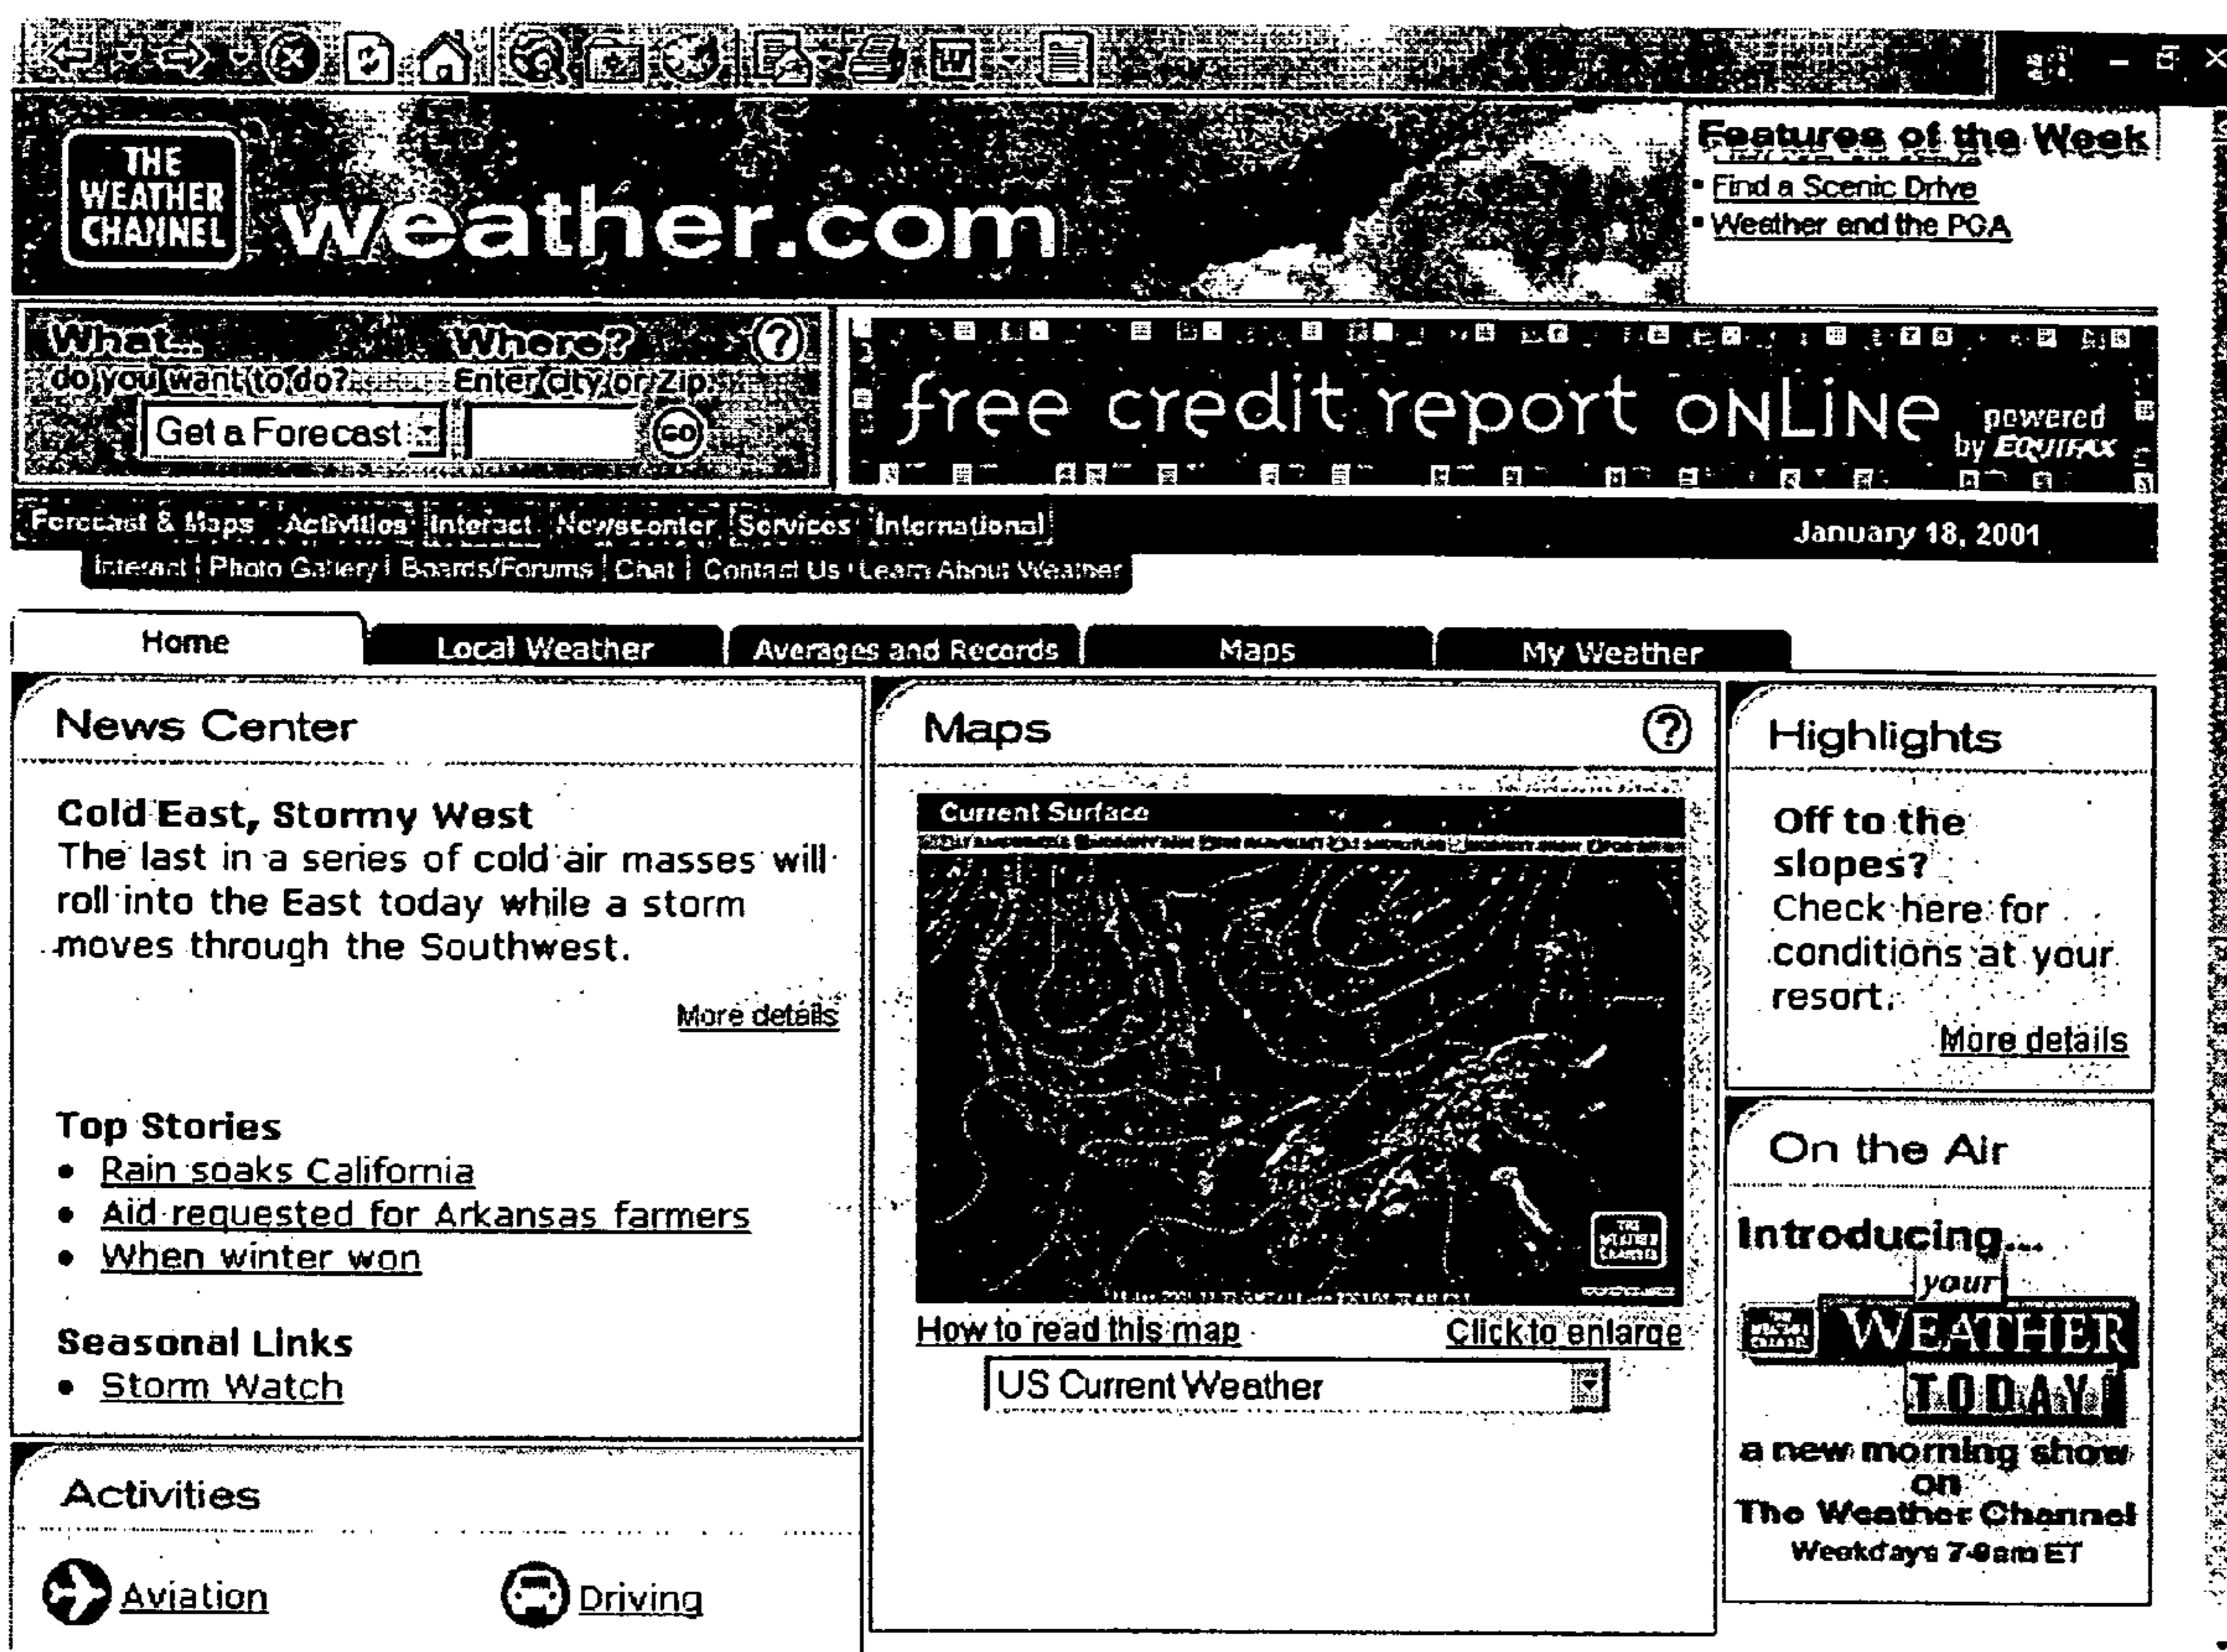 THE
WEATHER
CHANNEL
weather.com
Features of the Week
Find a Scenic Drive
Weather and the PGA
What...
do you want to do?
Get a Forecast
Where?
Enter city or Zip
GO
?
free credit report oNLiNe
powered
by EQUIFAX
Forecast & Maps Activities Interact Newscenter Services International
January 18, 2001
Interact | Photo Gallery | Boards/Forums | Chat | Contact Us | Learn About Weather
Home
Local Weather
Averages and Records
Maps
My Weather
News Center
Cold East, Stormy West
The last in a series of cold air masses will
roll into the East today while a storm
moves through the Southwest.
More details
Top Stories
• Rain soaks California
• Aid requested for Arkansas farmers
• When winter won
Seasonal Links
• Storm Watch
Activities
Aviation
Driving
Maps
?
Current Surface
THE
WEATHER
CHANNEL
How to read this map
Click to enlarge
US Current Weather
Highlights
Off to the
slopes?
Check here for
conditions at your
resort.
More details
On the Air
Introducing...
your
WEATHER
TODAY
a new morning show
on
The Weather Channel
Weekdays 7-9am ET